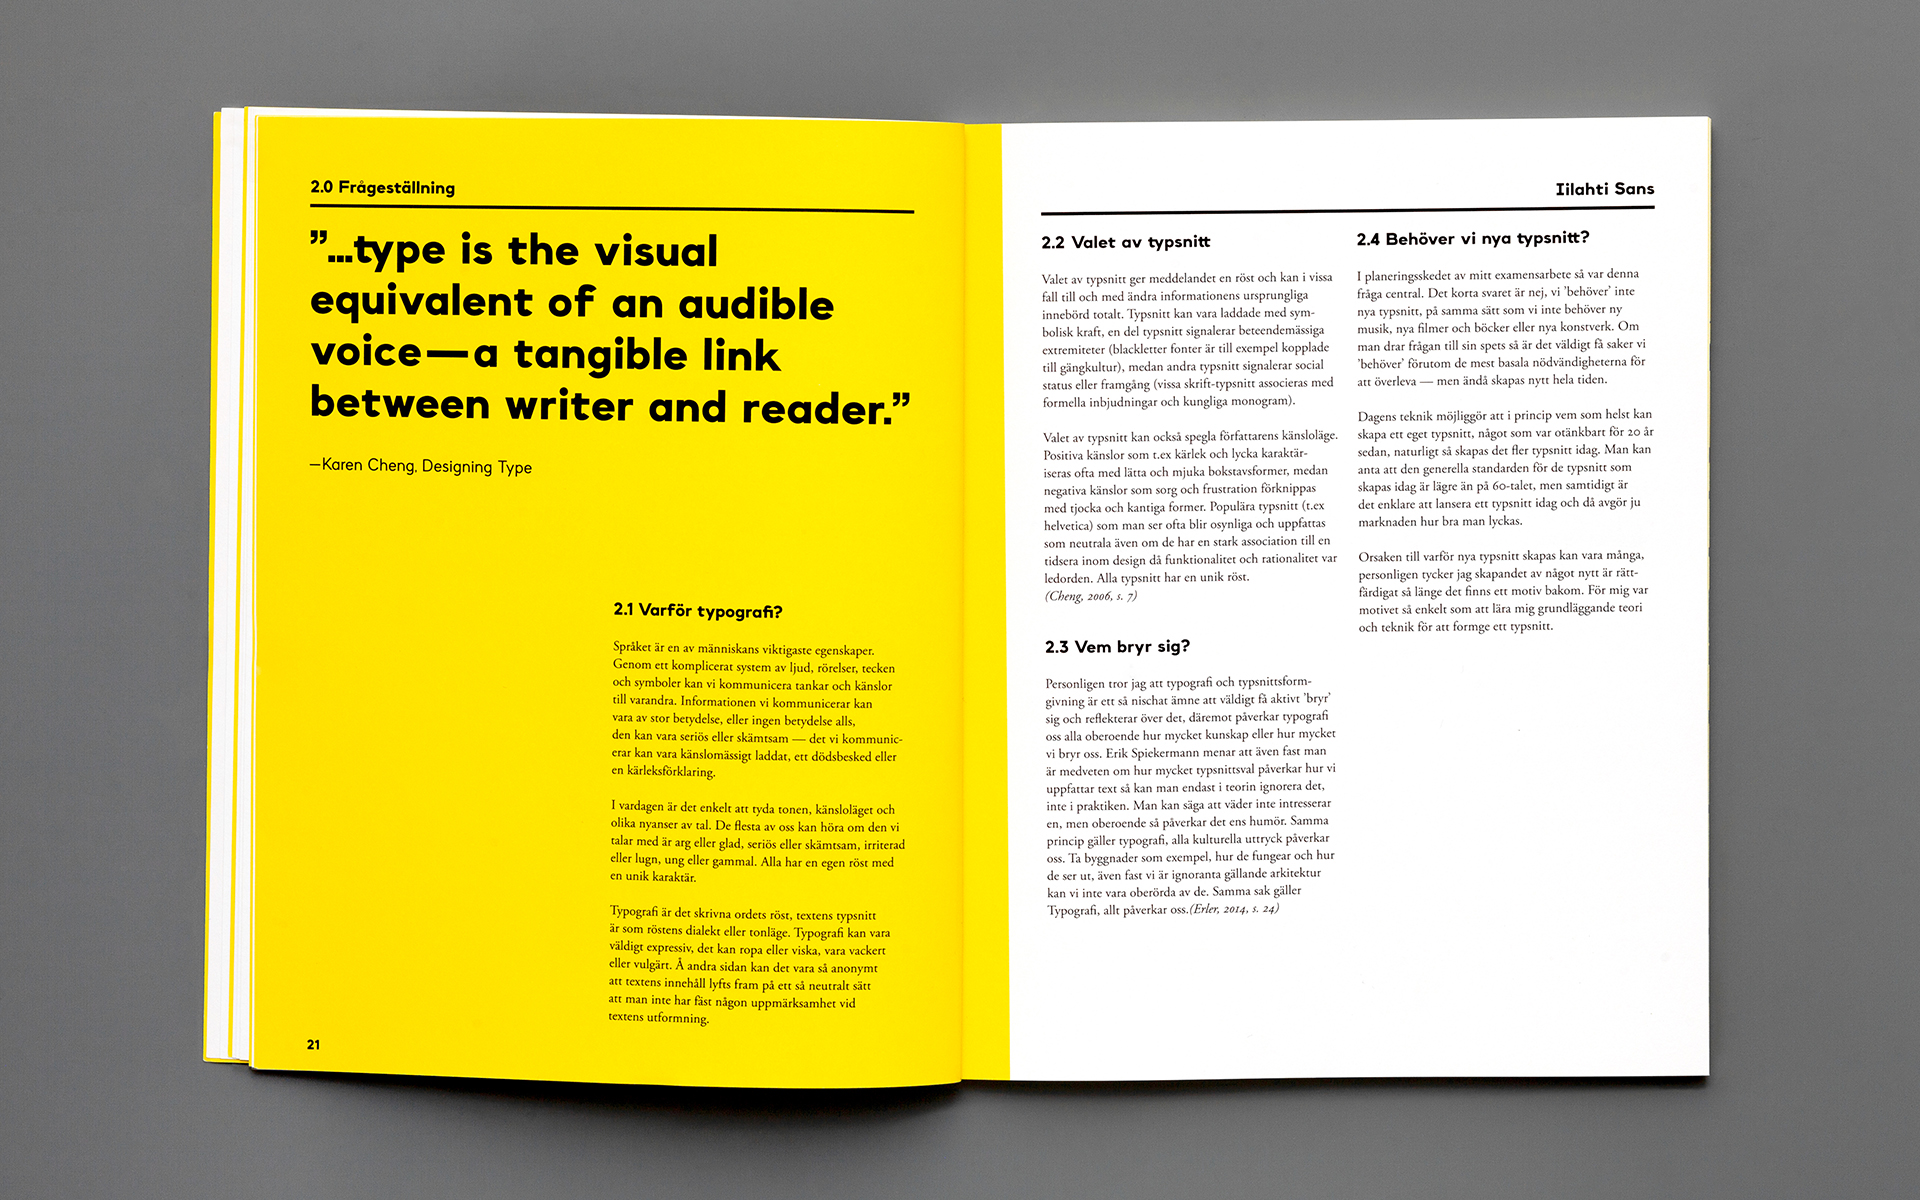 2.0 Frågeställning
”...type is the visual
equivalent of an audible
voice—a tangible link
between writer and reader.”
—Karen Cheng, Designing Type
2.1 Varför typografi?
Språket är en av människans viktigaste egenskaper.
Genom ett komplicerat system av ljud, rörelser, tecken
och symboler kan vi kommunicera tankar och känslor
till varandra. Informationen vi kommunicerar kan
vara av stor betydelse, eller ingen betydelse alls,
den kan vara seriös eller skämtsam — det vi kommunic-
erar kan vara känslomässigt laddat, ett dödsbesked eller
en kärleksförklaring.
I vardagen är det enkelt att tyda tonen, känsloläget och
olika nyanser av tal. De flesta av oss kan höra om den vi
talar med är arg eller glad, seriös eller skämtsam, irriterad
eller lugn, ung eller gammal. Alla har en egen röst med
en unik karaktär.
Typografi är det skrivna ordets röst, textens typsnitt
är som röstens dialekt eller tonläge. Typografi kan vara
väldigt expressiv, det kan ropa eller viska, vara vackert
eller vulgärt. Å andra sidan kan det vara så anonymt
att textens innehåll lyfts fram på ett så neutralt sätt
att man inte har fäst någon uppmärksamhet vid
textens utformning.
21
Iilahti Sans
2.2 Valet av typsnitt
Valet av typsnitt ger meddelandet en röst och kan i vissa
fall till och med ändra informationens ursprungliga
innebörd totalt. Typsnitt kan vara laddade med sym-
bolisk kraft, en del typsnitt signalerar beteendemässiga
extremiteter (blackletter fonter är till exempel kopplade
till gängkultur), medan andra typsnitt signalerar social
status eller framgång (vissa skrift-typsnitt associeras med
formella inbjudningar och kungliga monogram).
Valet av typsnitt kan också spegla författarens känsloläge.
Positiva känslor som t.ex kärlek och lycka karaktär-
iseras ofta med lätta och mjuka bokstavsformer, medan
negativa känslor som sorg och frustration förknippas
med tjocka och kantiga former. Populära typsnitt (t.ex
helvetica) som man ser ofta blir osynliga och uppfattas
som neutrala även om de har en stark association till en
tidsera inom design då funktionalitet och rationalitet var
ledorden. Alla typsnitt har en unik röst.
(Cheng, 2006, s. 7)
2.3 Vem bryr sig?
Personligen tror jag att typografi och typsnittsform-
givning är ett så nischat ämne att väldigt få aktivt ’bryr’
sig och reflekterar över det, däremot påverkar typografi
oss alla oberoende hur mycket kunskap eller hur mycket
vi bryr oss. Erik Spiekermann menar att även fast man
är medveten om hur mycket typsnittsval påverkar hur vi
uppfattar text så kan man endast i teorin ignorera det,
inte i praktiken. Man kan säga att väder inte intresserar
en, men oberoende så påverkar det ens humör. Samma
princip gäller typografi, alla kulturella uttryck påverkar
oss. Ta byggnader som exempel, hur de fungear och hur
de ser ut, även fast vi är ignoranta gällande arkitektur
kan vi inte vara oberörda av de. Samma sak gäller
Typografi, allt påverkar oss.(Erler, 2014, s. 24)
2.4 Behöver vi nya typsnitt?
I planeringsskedet av mitt examensarbete så var denna
fråga central. Det korta svaret är nej, vi ’behöver’ inte
nya typsnitt, på samma sätt som vi inte behöver ny
musik, nya filmer och böcker eller nya konstverk. Om
man drar frågan till sin spets så är det väldigt få saker vi
’behöver’ förutom de mest basala nödvändigheterna för
att överleva — men ändå skapas nytt hela tiden.
Dagens teknik möjliggör att i princip vem som helst kan
skapa ett eget typsnitt, något som var otänkbart för 20 år
sedan, naturligt så skapas det fler typsnitt idag. Man kan
anta att den generella standarden för de typsnitt som
skapas idag är lägre än på 60-talet, men samtidigt är
det enklare att lansera ett typsnitt idag och då avgör ju
marknaden hur bra man lyckas.
Orsaken till varför nya typsnitt skapas kan vara många,
personligen tycker jag skapandet av något nytt är rätt-
färdigat så länge det finns ett motiv bakom. För mig var
motivet så enkelt som att lära mig grundläggande teori
och teknik för att formge ett typsnitt.